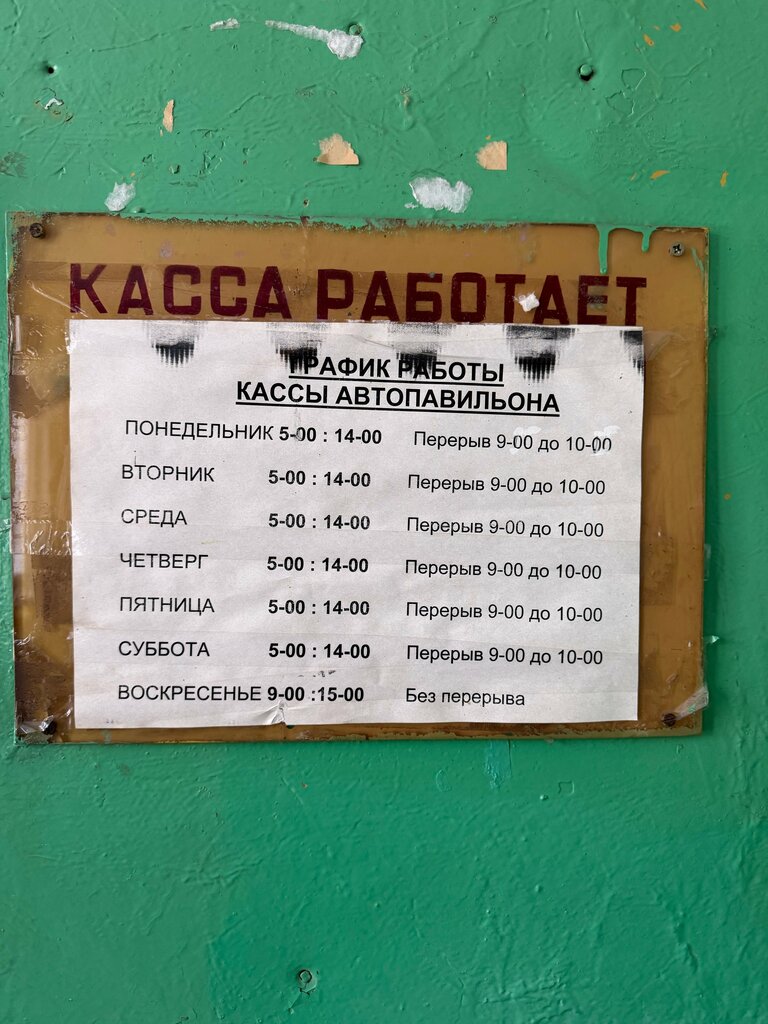 КАССА РАБОТАЕТ
ГРАФИК РАБОТЫ
КАССЫ АВТОПАВИЛЬОНА
ПОНЕДЕЛЬНИК 5-00 : 14-00 Перерыв 9-00 до 10-00
ВТОРНИК 5-00 : 14-00 Перерыв 9-00 до 10-00
СРЕДА 5-00 : 14-00 Перерыв 9-00 до 10-00
ЧЕТВЕРГ 5-00 : 14-00 Перерыв 9-00 до 10-00
ПЯТНИЦА 5-00 : 14-00 Перерыв 9-00 до 10-00
СУББОТА 5-00 : 14-00 Перерыв 9-00 до 10-00
ВОСКРЕСЕНЬЕ 9-00 :15-00 Без перерыва